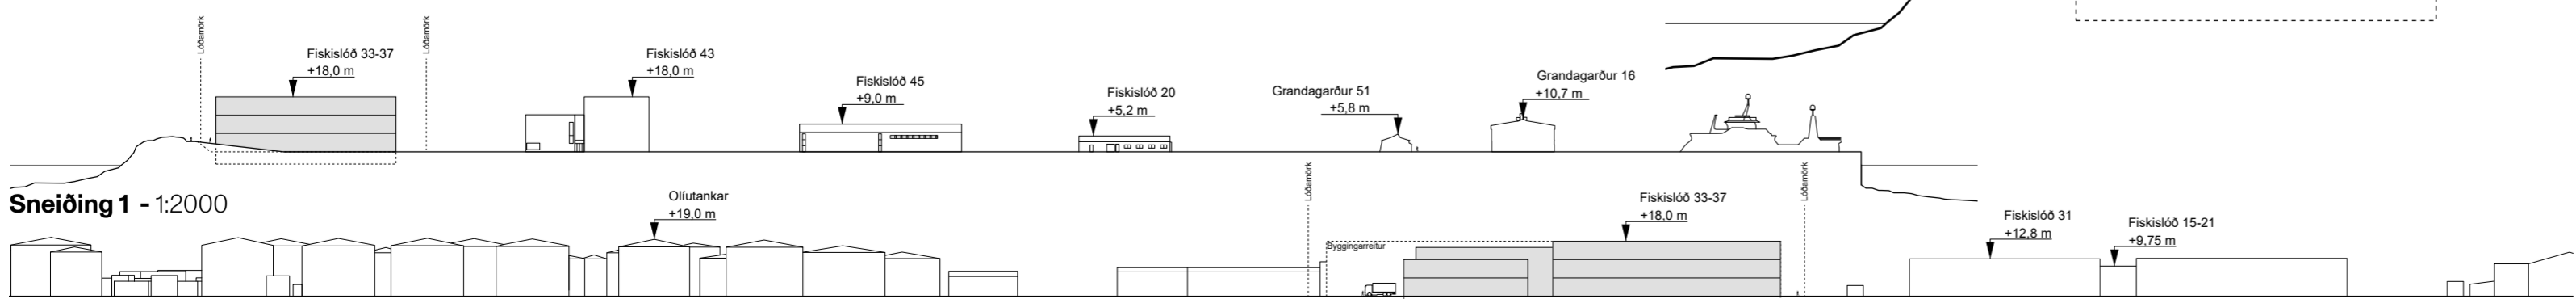 Lóðamörk
Lóðamörk
Fiskislóð 33-37
+18,0 m
Fiskislóð 43
+18,0 m
Fiskislóð 45
+9,0 m
Fiskislóð 20
+5,2 m
Grandagarður 51
+5,8 m
Grandagarður 16
+10,7 m
Sneiðing 1 - 1:2000
Olíutankar
+19,0 m
Lóðamörk
Byggingarreitur
Fiskislóð 33-37
+18,0 m
Lóðamörk
Fiskislóð 31
+12,8 m
Fiskislóð 15-21
+9,75 m